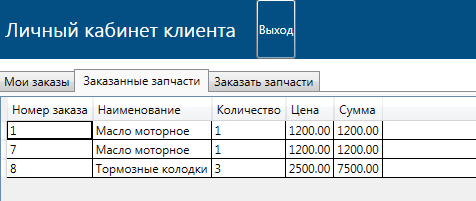 Личный кабинет клиента Выход
Мои заказы Заказанные запчасти Заказать запчасти
Номер заказа Наименование Количество Цена Сумма
1 Масло моторное 1 1200.00 1200.00
7 Масло моторное 1 1200.00 1200.00
8 Тормозные колодки 3 2500.00 7500.00